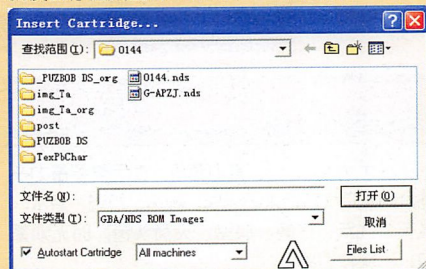 Insert Cartridge...
查找范围(I): 0144
_PUZBOB DS_org
img_Ta
img_Ta_org
post
PUZBOB DS
TexPbChar
0144.nds
G-APZJ.nds
文件名(N): 打开(O)
文件类型(T): GBA/NDS ROM Images 取消
Autostart Cartridge All machines Files List